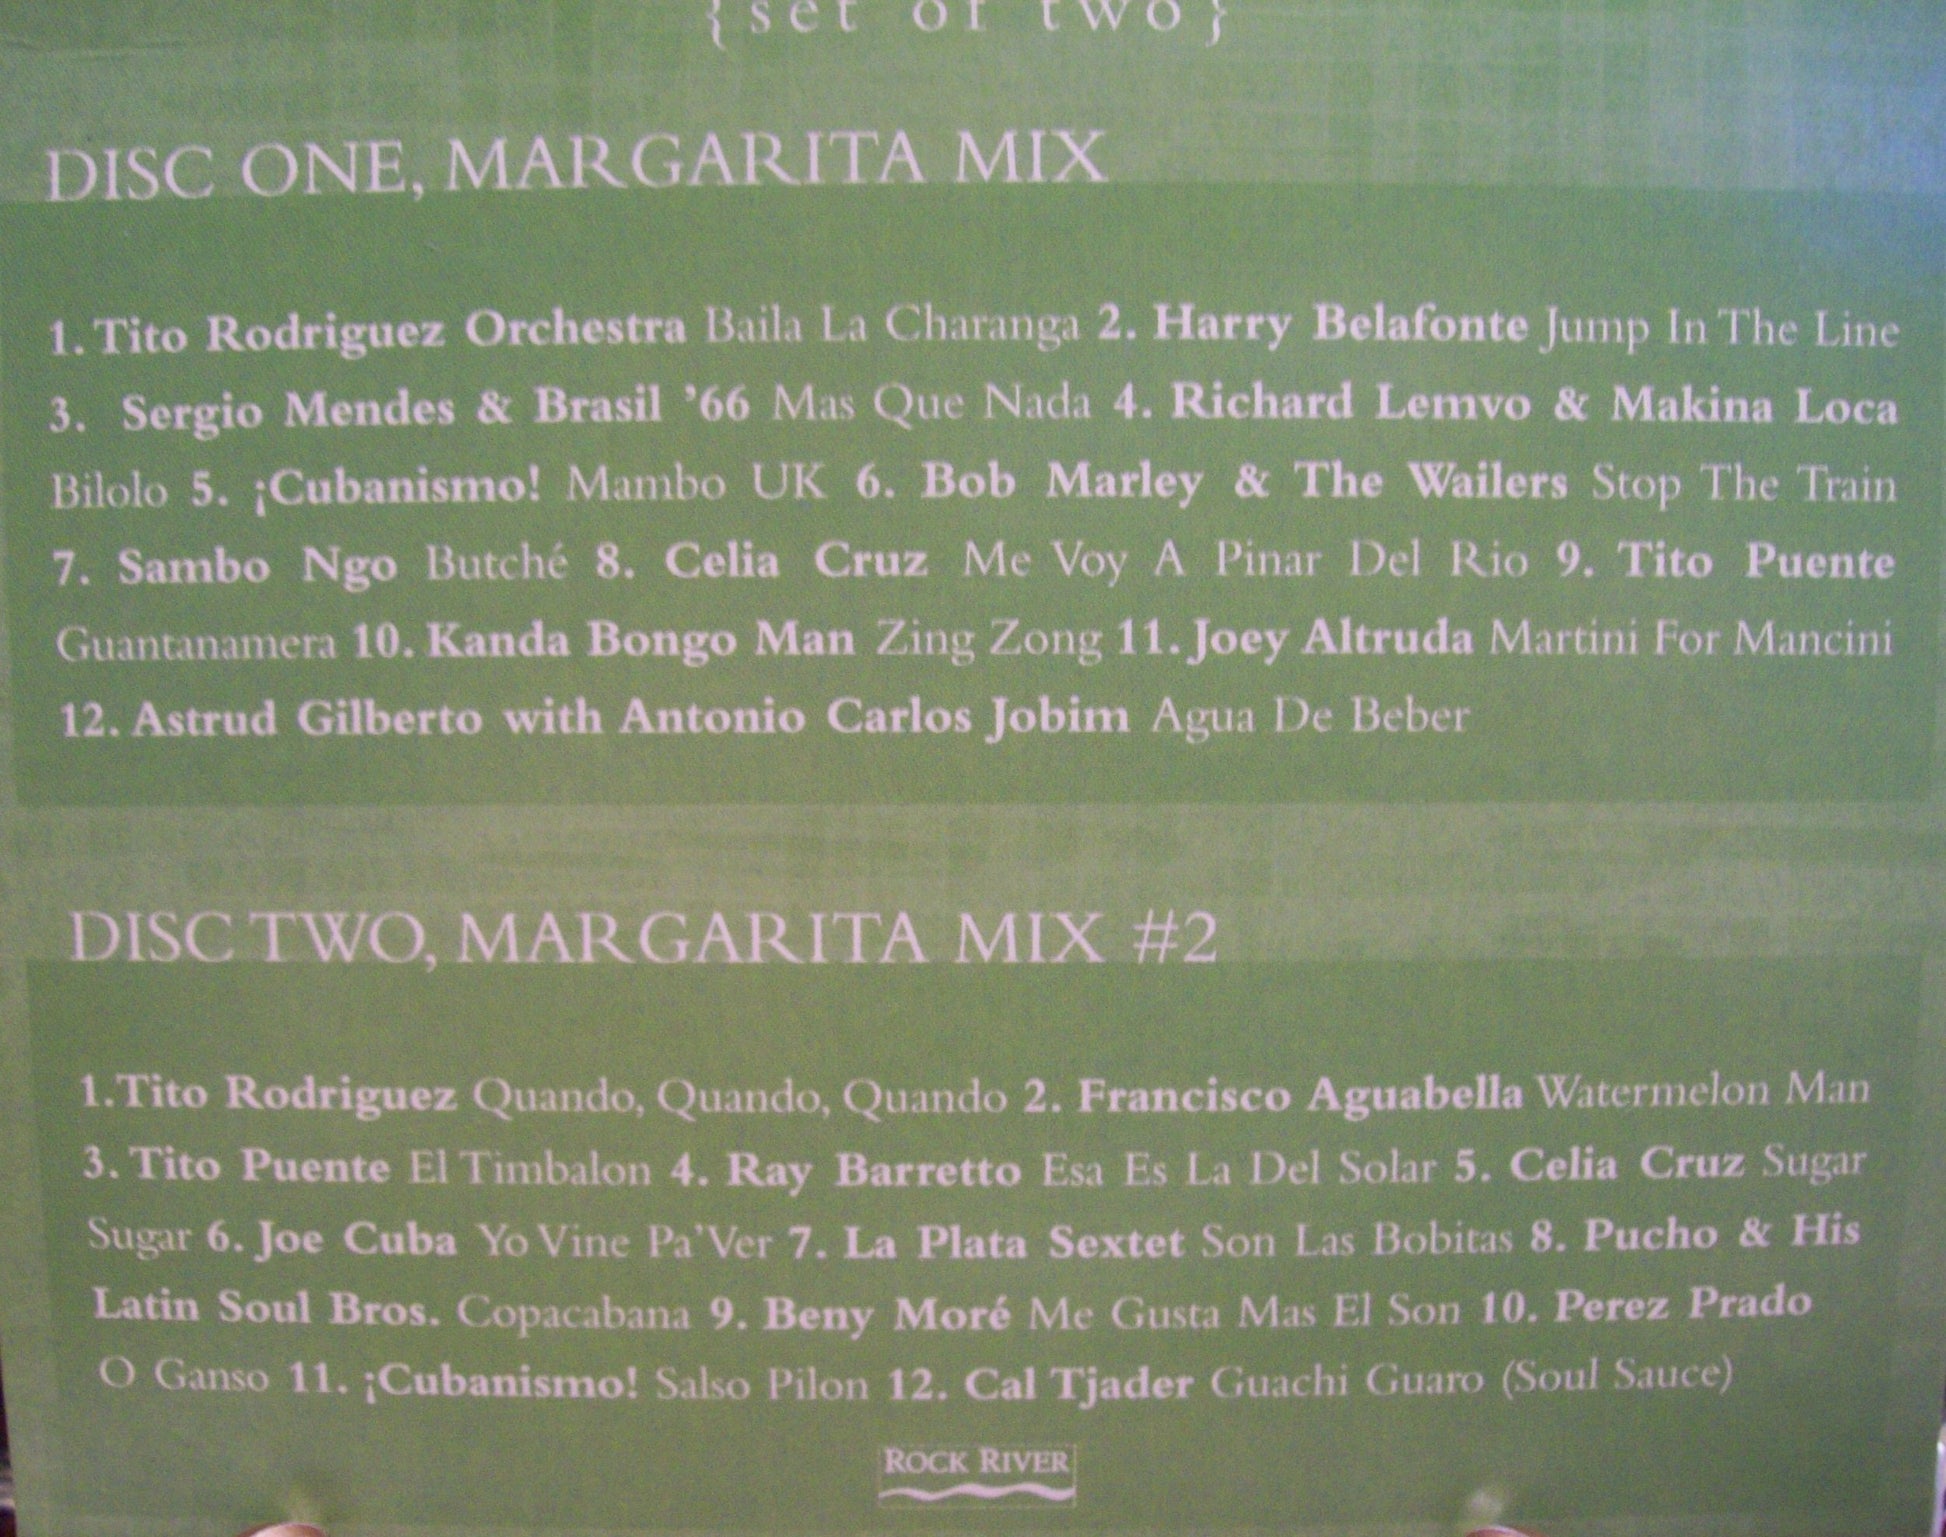 {set of two}
DISC ONE, MARGARITA MIX
1. Tito Rodriguez Orchestra Baila La Charanga 2. Harry Belafonte Jump In The Line
3. Sergio Mendes & Brasil '66 Mas Que Nada 4. Richard Lemvo & Makina Loca
Bilolo 5. ¡Cubanismo! Mambo UK 6. Bob Marley & The Wailers Stop The Train
7. Sambo Ngo Butché 8. Celia Cruz Me Voy A Pinar Del Rio 9. Tito Puente
Guantanamera 10. Kanda Bongo Man Zing Zong 11. Joey Altruda Martini For Mancini
12. Astrud Gilberto with Antonio Carlos Jobim Agua De Beber
DISC TWO, MARGARITA MIX #2
1. Tito Rodriguez Quando, Quando, Quando 2. Francisco Aguabella Watermelon Man
3. Tito Puente El Timbalon 4. Ray Barretto Esa Es La Del Solar 5. Celia Cruz Sugar
Sugar 6. Joe Cuba Yo Vine Pa'Ver 7. La Plata Sextet Son Las Bobitas 8. Pucho & His
Latin Soul Bros. Copacabana 9. Beny Moré Me Gusta Mas El Son 10. Perez Prado
O Ganso 11. ¡Cubanismo! Salso Pilon 12. Cal Tjader Guachi Guaro (Soul Sauce)
ROCK RIVER